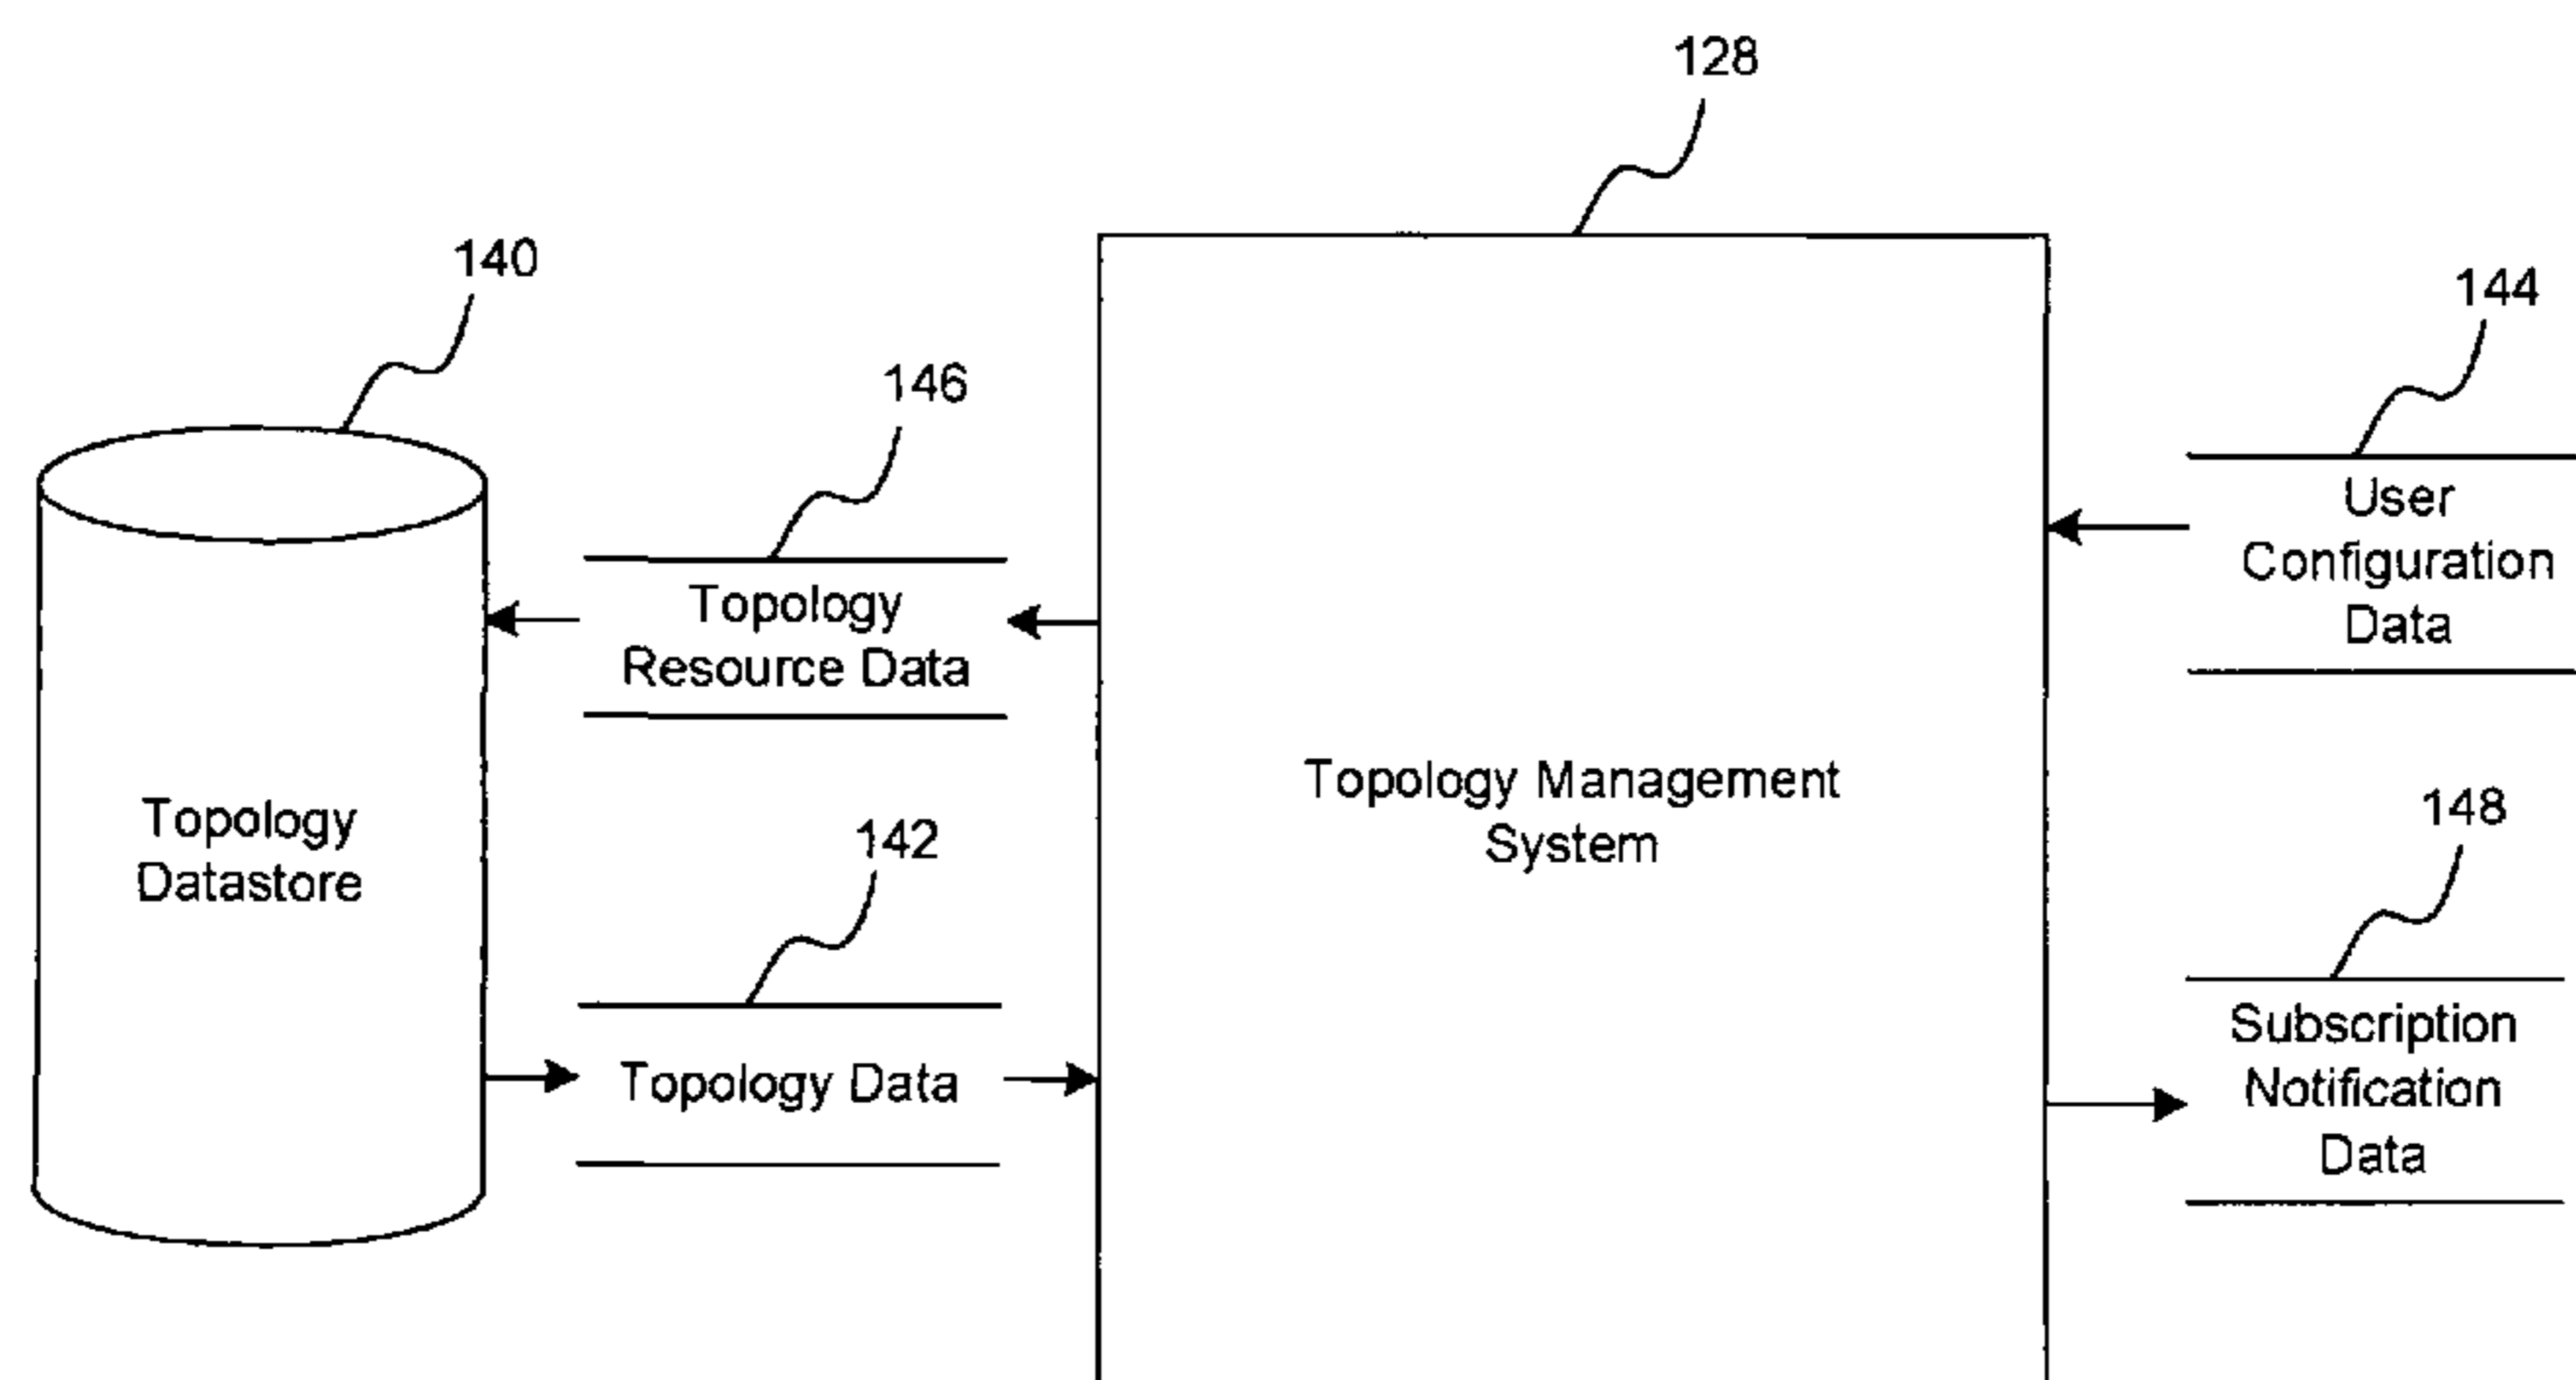 128
140
146
144
User
Configuration
Data
Topology
Resource Data
Topology Management
System
Topology
Datastore
142
148
Topology Data
Subscription
Notification
Data